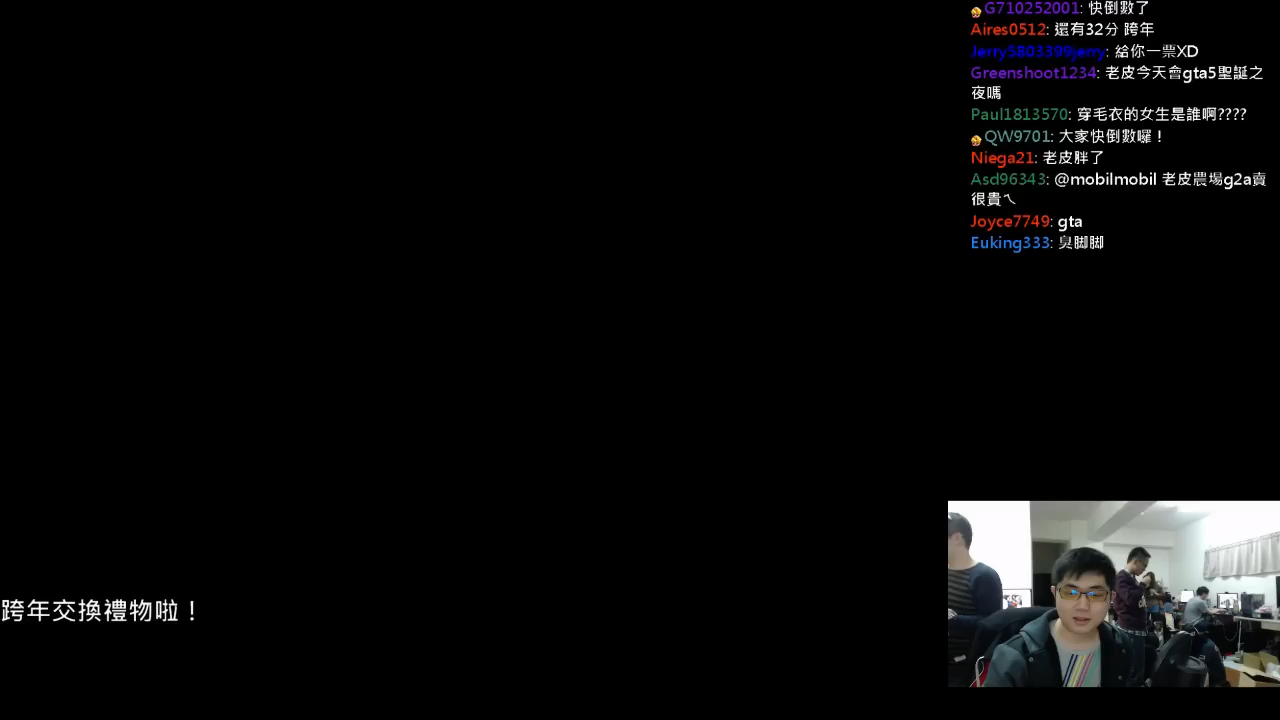 G710252001: 快倒數了
Aires0512: 還有32分 跨年
Jerry5803399jerry: 給你一票XD
Greenshoot1234: 老皮今天會gta5聖誕之
夜嗎
Paul1813570: 穿毛衣的女生是誰啊????
QW9701: 大家快倒數囉！
Niega21: 老皮胖了
Asd96343: @mobilmobil 老皮農場g2a賣
很貴ㄟ
Joyce7749: gta
Euking333: 臭腳腳
跨年交換禮物啦！